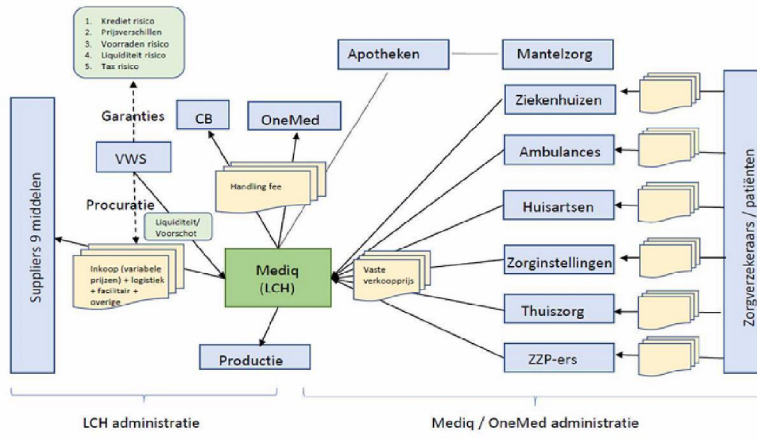 1. Krediet risico
2. Prijsverschillen
3. Voorraden risico
4. Liquiditeit risico
5. Tax risico
Garanties
VWS
Procuratie
Liquiditeit/
Voorschot
Suppliers 9 middelen
Inkoop (variabele
prijzen) + logistiek
+ facilitair +
overige
CB
OneMed
Handling fee
Mediq
(LCH)
Productie
Apotheken
Mantelzorg
Ziekenhuizen
Ambulances
Huisartsen
Zorginstellingen
Thuiszorg
ZZP-ers
Vaste
verkoopprijs
Zorgverzekeraars / patiënten
LCH administratie
Mediq / OneMed administratie